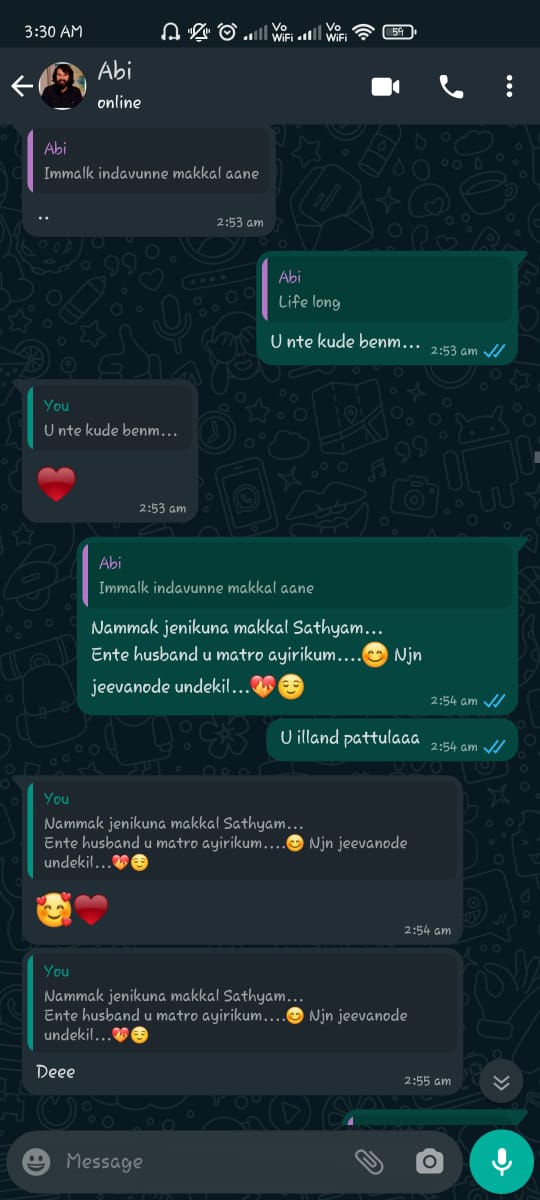 3:30 AM
Vo WiFi
Vo WiFi
59
Abi
online
Abi
Immalk indavunne makkal aane
..
2:53 am
Abi
Life long
U nte kude benm...
2:53 am
You
U nte kude benm...
❤️
2:53 am
Abi
Immalk indavunne makkal aane
Nammak jenikuna makkal Sathyam...
Ente husband u matro ayirikum....😊 Njn
jeevanode undekil...💖😌
2:54 am
U illand pattulaaa
2:54 am
You
Nammak jenikuna makkal Sathyam...
Ente husband u matro ayirikum....😊 Njn jeevanode
undekil...💖😌
🥰❤️
2:54 am
You
Nammak jenikuna makkal Sathyam...
Ente husband u matro ayirikum....😊 Njn jeevanode
undekil...💖😌
Deee
2:55 am
Message